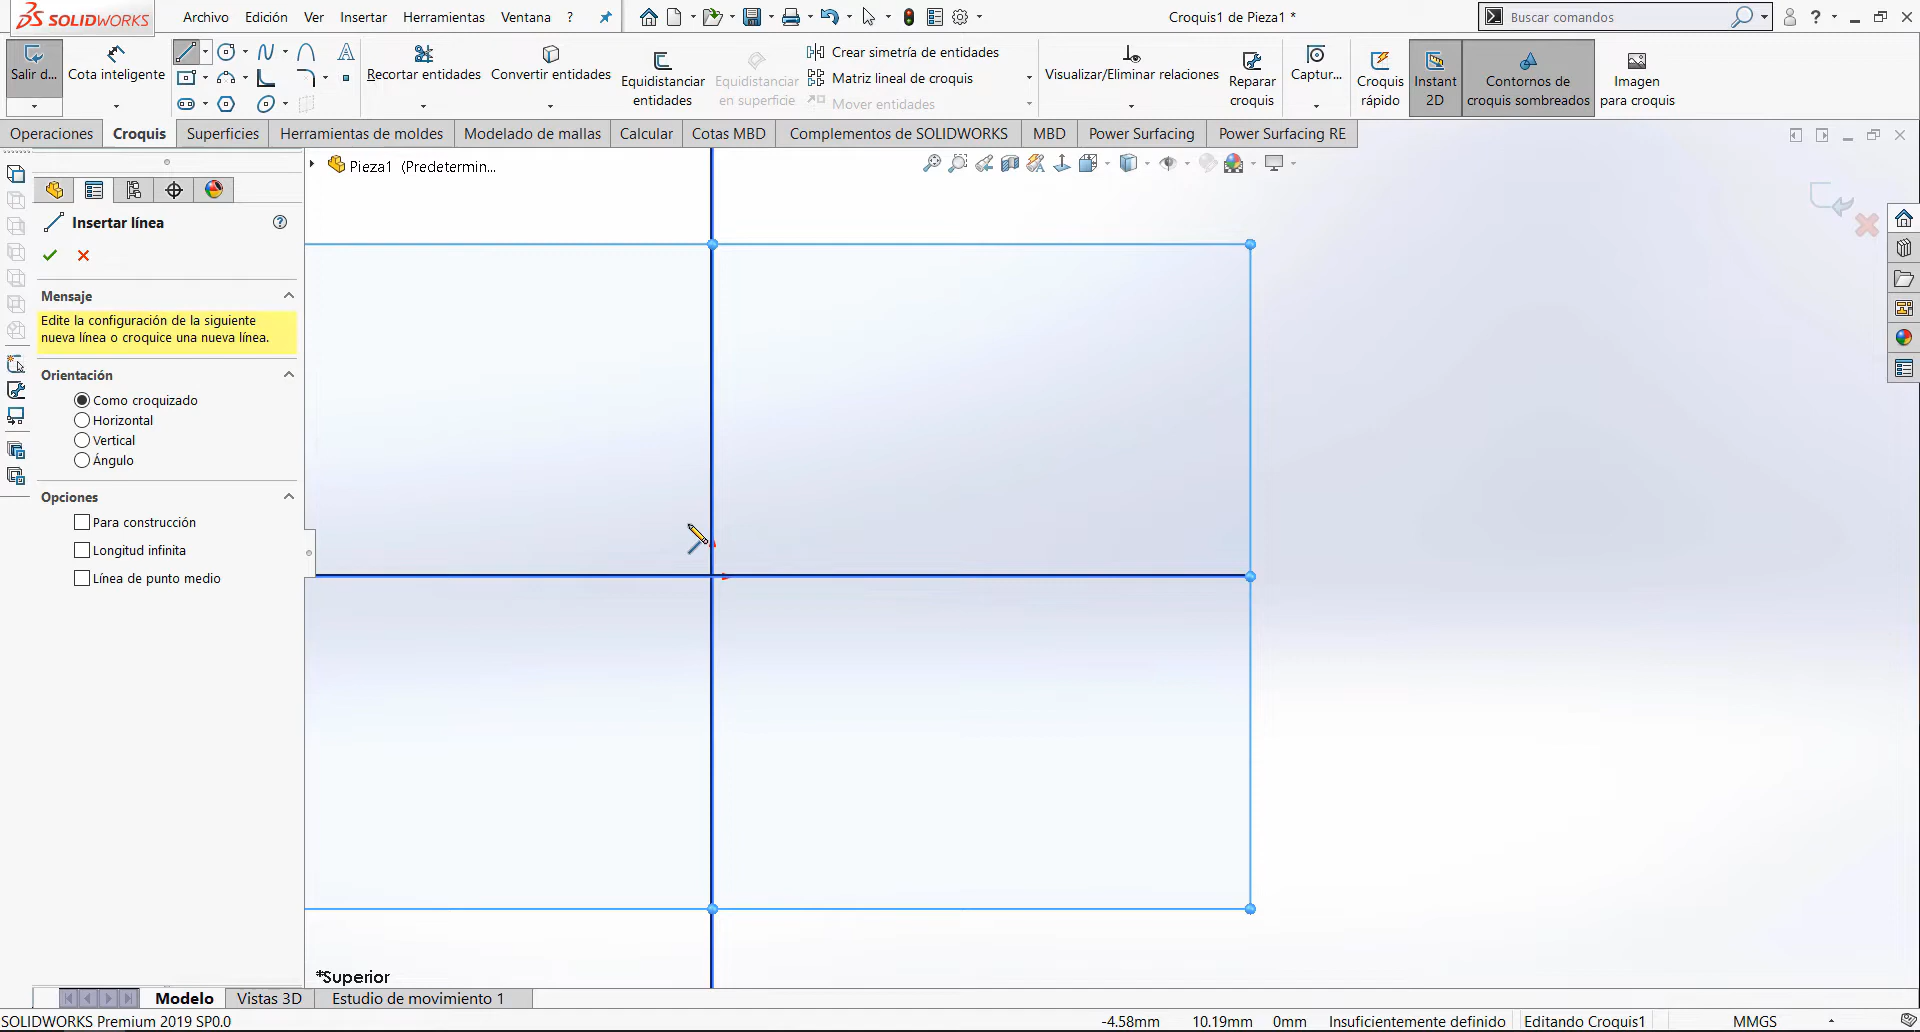 SOLIDWORKS
Archivo Edición Ver Insertar Herramientas Ventana ?
Croquis1 de Pieza1 *
Buscar comandos
?
Salir d...
Cota inteligente
Recortar entidades
Convertir entidades
Equidistanciar
entidades
Equidistanciar
en superficie
Crear simetría de entidades
Matriz lineal de croquis
Mover entidades
Visualizar/Eliminar relaciones
Reparar
croquis
Captur...
Croquis
rápido
Instant
2D
Contornos de
croquis sombreados
Imagen
para croquis
Operaciones Croquis Superficies Herramientas de moldes Modelado de mallas Calcular Cotas MBD Complementos de SOLIDWORKS MBD Power Surfacing Power Surfacing RE
Pieza1 (Predetermin...
Insertar línea
Mensaje
Edite la configuración de la siguiente
nueva línea o croquice una nueva línea.
Orientación
Como croquizado
Horizontal
Vertical
Ángulo
Opciones
Para construcción
Longitud infinita
Línea de punto medio
*Superior
Modelo Vistas 3D Estudio de movimiento 1
SOLIDWORKS Premium 2019 SP0.0
-4.58mm 10.19mm 0mm Insuficientemente definido Editando Croquis1 MMGS